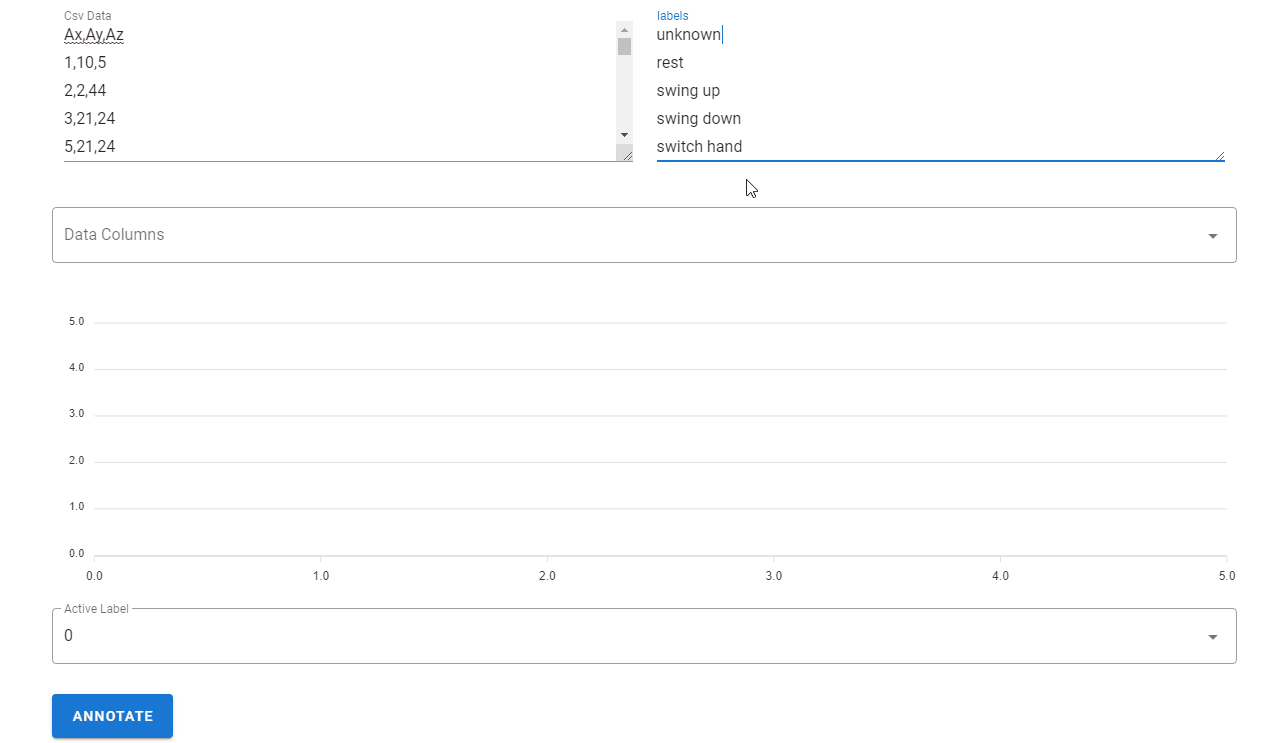 Csv Data
Ax,Ay,Az
1,10,5
2,2,44
3,21,24
5,21,24
labels
unknown
rest
swing up
swing down
switch hand
Data Columns
5.0
4.0
3.0
2.0
1.0
0.0
0.0 1.0 2.0 3.0 4.0 5.0
Active Label
0
ANNOTATE